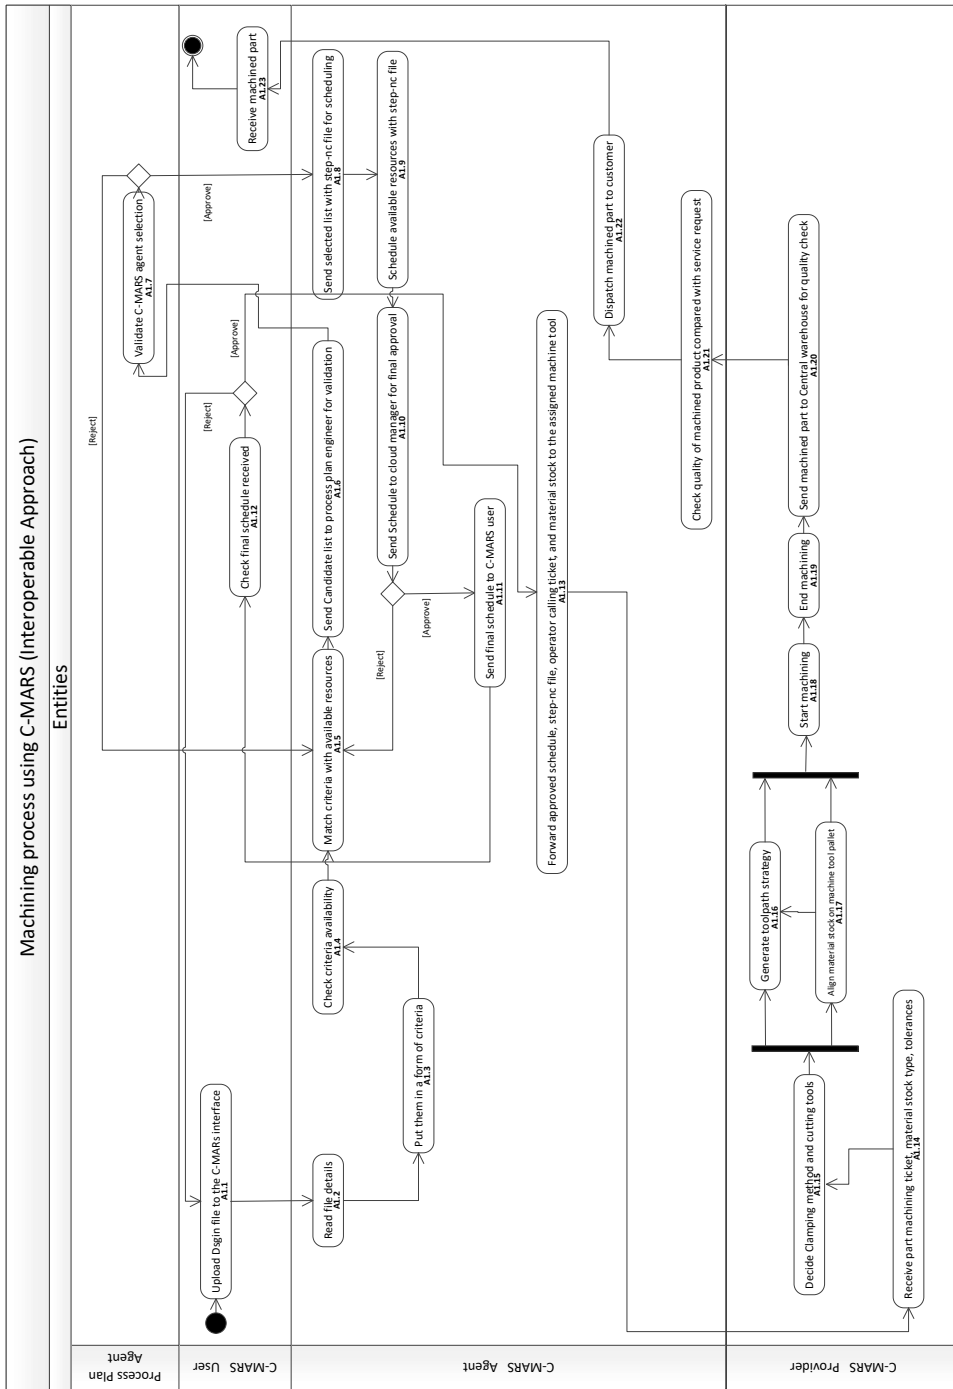 Machining process using C-MARS (Interoperable Approach)
Entities
Process Plan
Agent
C-MARS User
C-MARS Agent
C-MARS Provider
[Reject]
Validate C-MARS agent selection
A1.7
[Approve]
Upload Dsgin file to the C-MARs interface
A1.1
Check final schedule received
A1.12
[Reject]
[Approve]
Receive machined part
A1.23
Read file details
A1.2
Put them in a form of criteria
A1.3
Check criteria availability
A1.4
Match criteria with available resources
A1.5
Send Candidate list to process plan engineer for validation
A1.6
Send selected list with step-nc file for scheduling
A1.8
Schedule available resources with step-nc file
A1.9
Send Schedule to cloud manager for final approval
A1.10
[Reject]
[Approve]
Send final schedule to C-MARS user
A1.11
Forward approved schedule, step-nc file, operator calling ticket, and material stock to the assigned machine tool
A1.13
Dispatch machined part to customer
A1.22
Check quality of machined product compared with service request
A1.21
Receive part machining ticket, material stock type, tolerances
A1.14
Decide Clamping method and cutting tools
A1.15
Generate toolpath strategy
A1.16
Align material stock on machine tool pallet
A1.17
Start machining
A1.18
End machining
A1.19
Send machined part to Central warehouse for quality check
A1.20